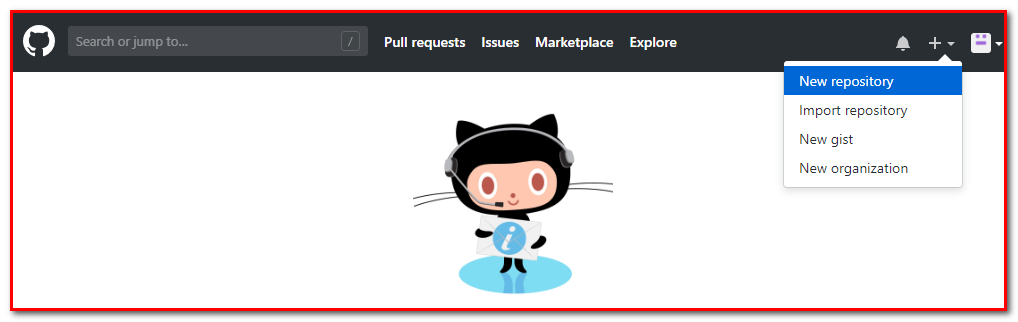 Search or jump to... /
Pull requests Issues Marketplace Explore
New repository
Import repository
New gist
New organization
i